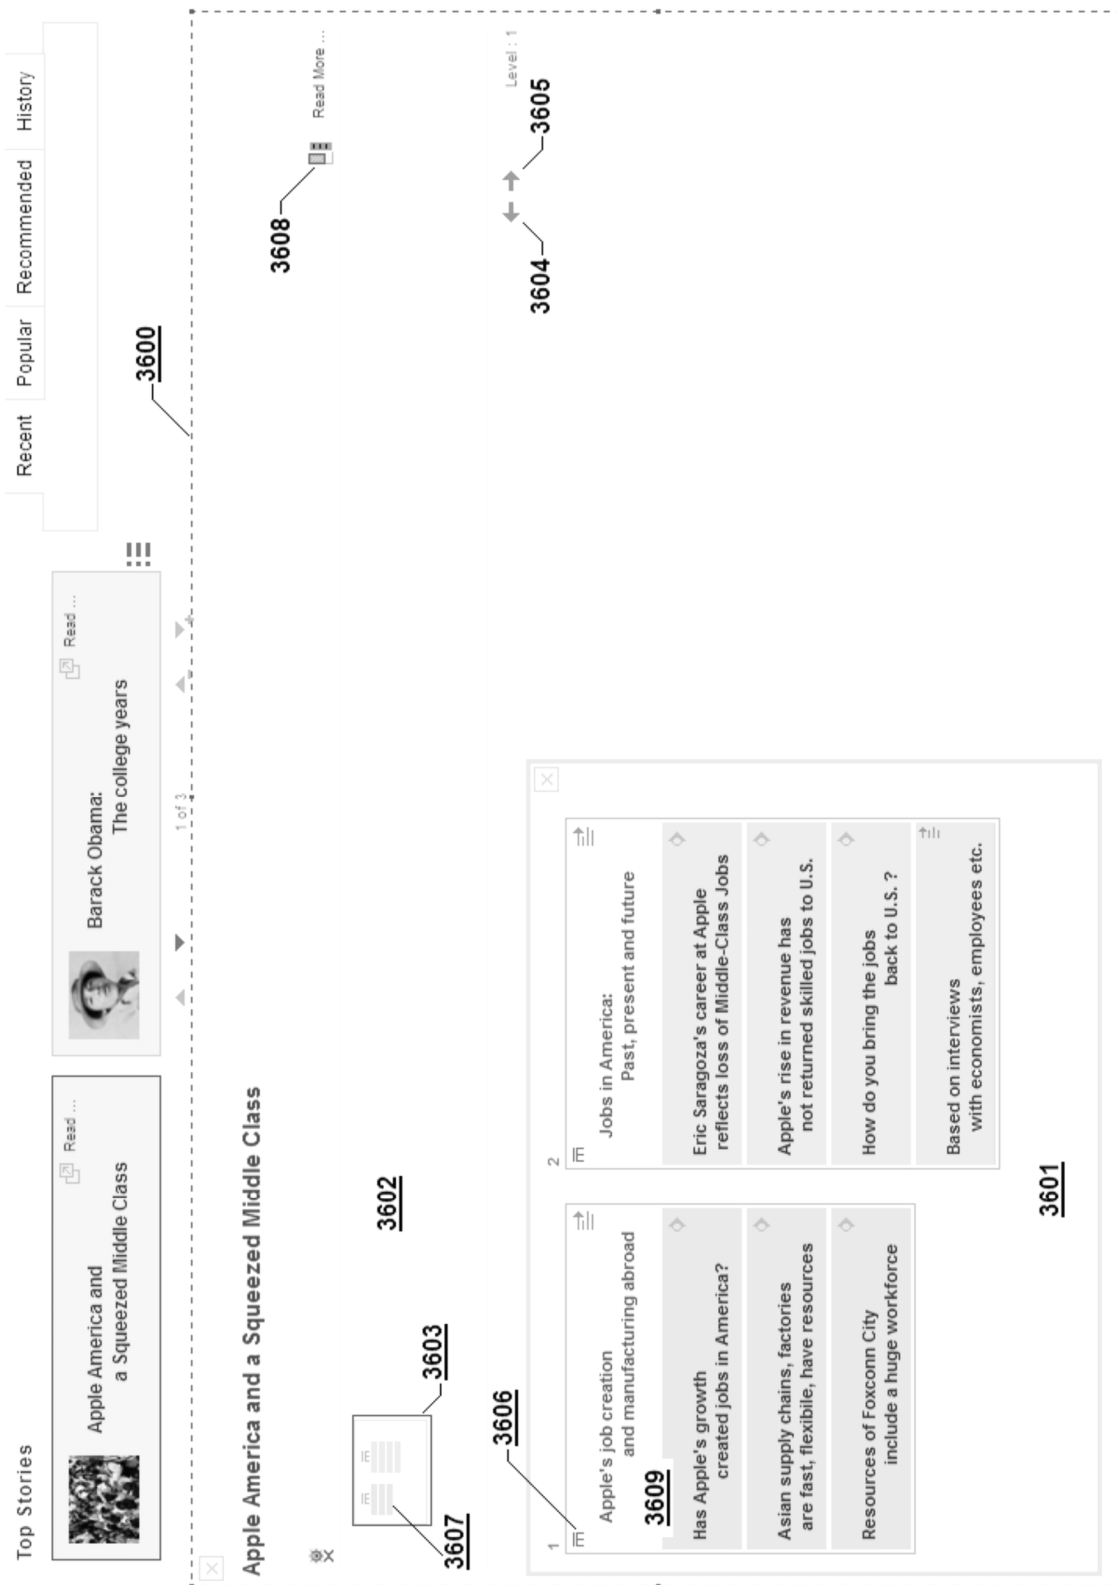 Top Stories
Recent
Popular
Recommended
History
Read ...
Apple America and
a Squeezed Middle Class
Read ...
Barack Obama:
The college years
1 of 3
3600
Apple America and a Squeezed Middle Class
3608
Read More ...
3602
3603
3607
3606
3604
3605
Level : 1
1
Apple's job creation
and manufacturing abroad
3609
Has Apple's growth
created jobs in America?
Asian supply chains, factories
are fast, flexibile, have resources
Resources of Foxconn City
include a huge workforce
2
Jobs in America:
Past, present and future
Eric Saragoza's career at Apple
reflects loss of Middle-Class Jobs
Apple's rise in revenue has
not returned skilled jobs to U.S.
How do you bring the jobs
back to U.S. ?
Based on interviews
with economists, employees etc.
3601